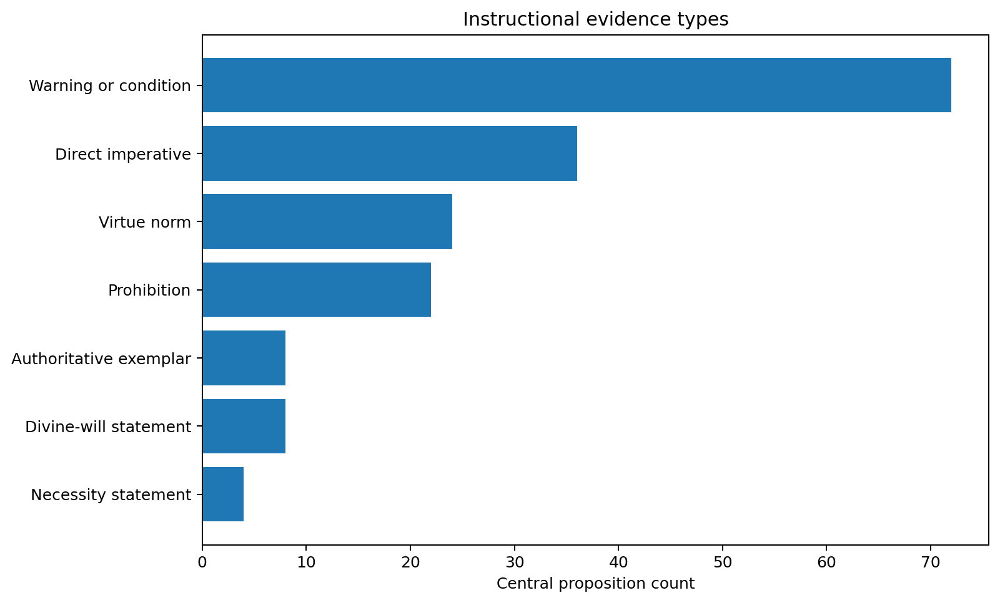 Instructional evidence types
Warning or condition
Direct imperative
Virtue norm
Prohibition
Authoritative exemplar
Divine-will statement
Necessity statement
0 10 20 30 40 50 60 70
Central proposition count